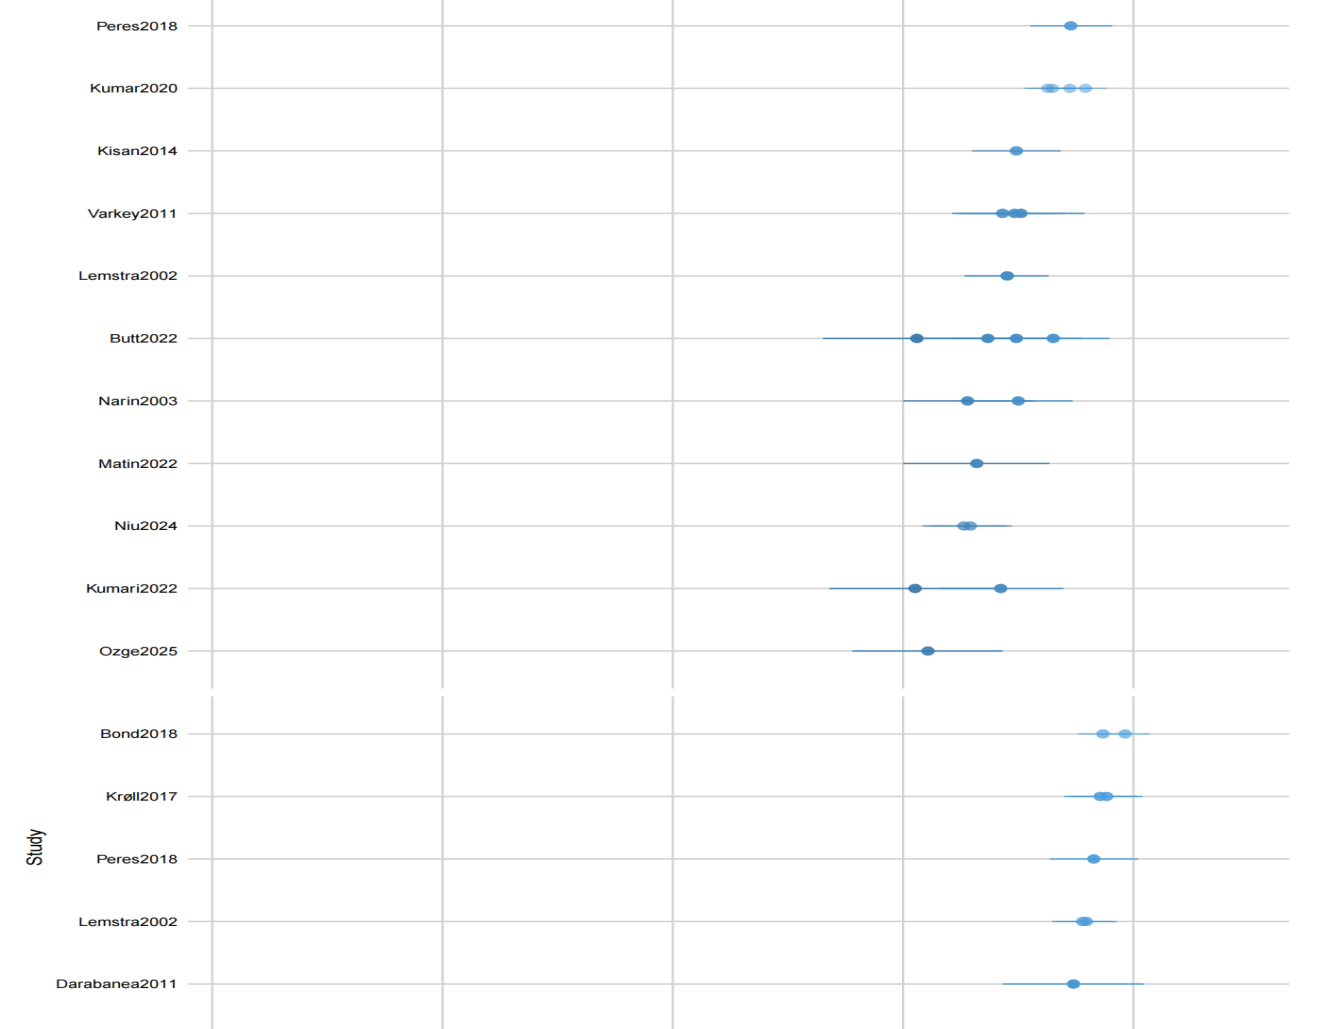 Peres2018
Kumar2020
Kisan2014
Varkey2011
Lemstra2002
Butt2022
Narin2003
Matin2022
Niu2024
Kumari2022
Ozge2025
Bond2018
Krøll2017
Study
Peres2018
Lemstra2002
Darabanea2011